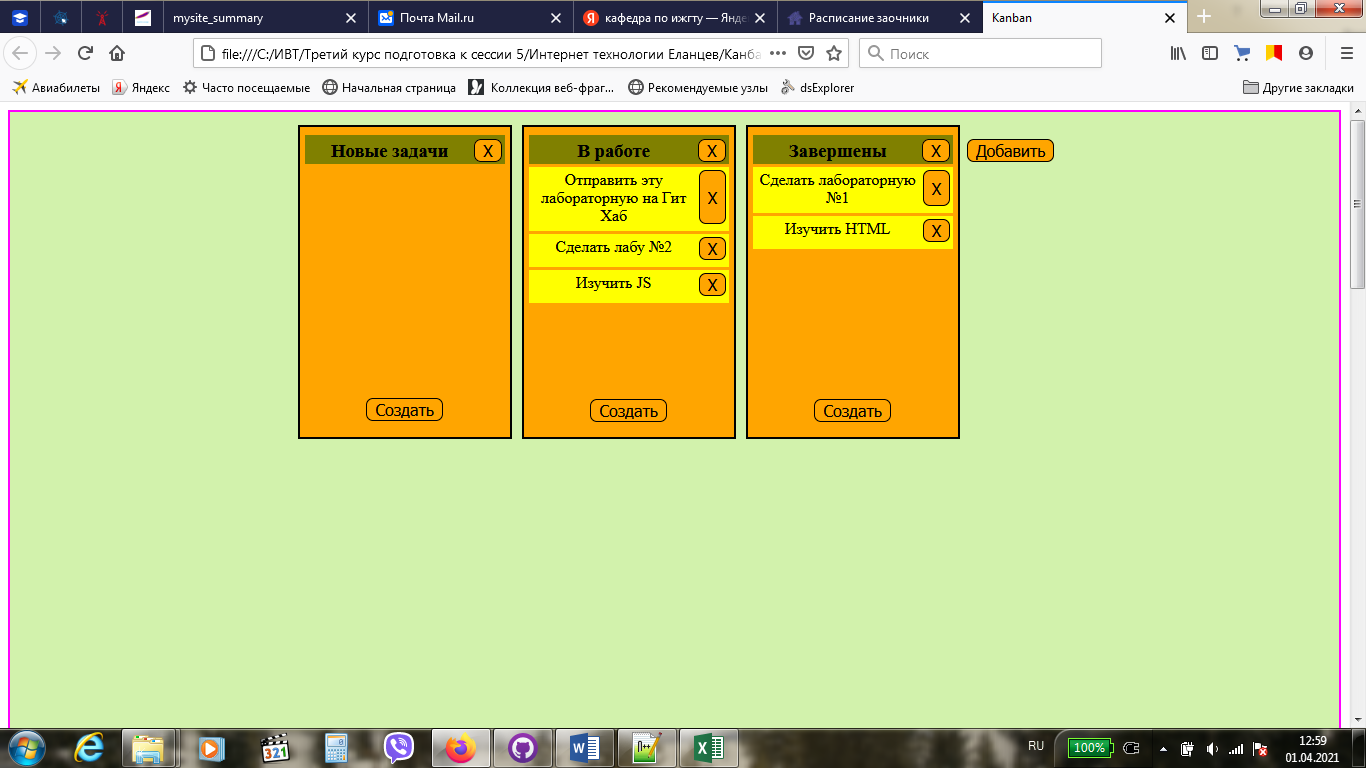 mysite_summary
Почта Mail.ru
кафедра по ижгту — Янде
Расписание заочники
Kanban
file:///C:/ИВТ/Третий курс подготовка к сессии 5/Интернет технологии Еланцев/Канба
Поиск
Авиабилеты
Яндекс
Часто посещаемые
Начальная страница
Коллекция веб-фраг...
Рекомендуемые узлы
dsExplorer
Другие закладки
Новые задачи X
Создать
В работе X
Отправить эту
лабораторную на Гит
Хаб
X
Сделать лабу №2 X
Изучить JS X
Создать
Завершены X
Сделать лабораторную
№1
X
Изучить HTML X
Создать
Добавить
321
RU
100%
12:59
01.04.2021